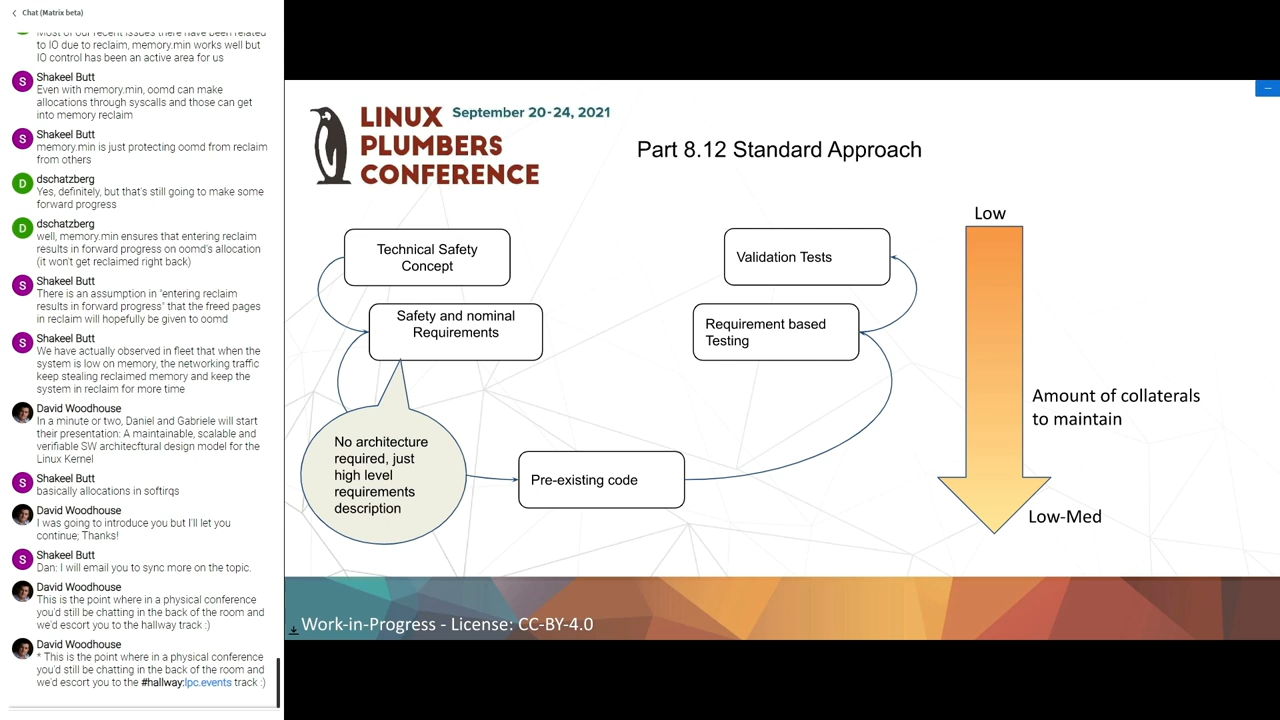 Chat (Matrix beta)
Most of our recent issues there have been related
to IO due to reclaim, memory.min works well but
IO control has been an active area for us
Shakeel Butt
Even with memory.min, oomd can make
allocations through syscalls and those can get
into memory reclaim
Shakeel Butt
memory.min is just protecting oomd from reclaim
from others
dschatzberg
Yes, definitely, but that's still going to make some
forward progress
dschatzberg
well, memory.min ensures that entering reclaim
results in forward progress on oomd's allocation
(it won't get reclaimed right back)
Shakeel Butt
There is an assumption in "entering reclaim
results in forward progress" that the freed pages
in reclaim will hopefully be given to oomd
Shakeel Butt
We have actually observed in fleet that when the
system is low on memory, the networking traffic
keep stealing reclaimed memory and keep the
system in reclaim for more time
David Woodhouse
In a minute or two, Daniel and Gabriele will start
their presentation: A maintainable, scalable and
verifiable SW architecftural design model for the
Linux Kernel
Shakeel Butt
basically allocations in softirqs
David Woodhouse
I was going to introduce you but I'll let you
continue; Thanks!
Shakeel Butt
Dan: I will email you to sync more on the topic.
David Woodhouse
This is the point where in a physical conference
you'd still be chatting in the back of the room and
we'd escort you to the hallway track :)
David Woodhouse
* This is the point where in a physical conference
you'd still be chatting in the back of the room and
we'd escort you to the #hallway:lpc.events track :)
LINUX
PLUMBERS
CONFERENCE
September 20-24, 2021
Part 8.12 Standard Approach
Technical Safety
Concept
Safety and nominal
Requirements
No architecture
required, just
high level
requirements
description
Pre-existing code
Validation Tests
Requirement based
Testing
Low
Amount of collaterals
to maintain
Low-Med
Work-in-Progress - License: CC-BY-4.0